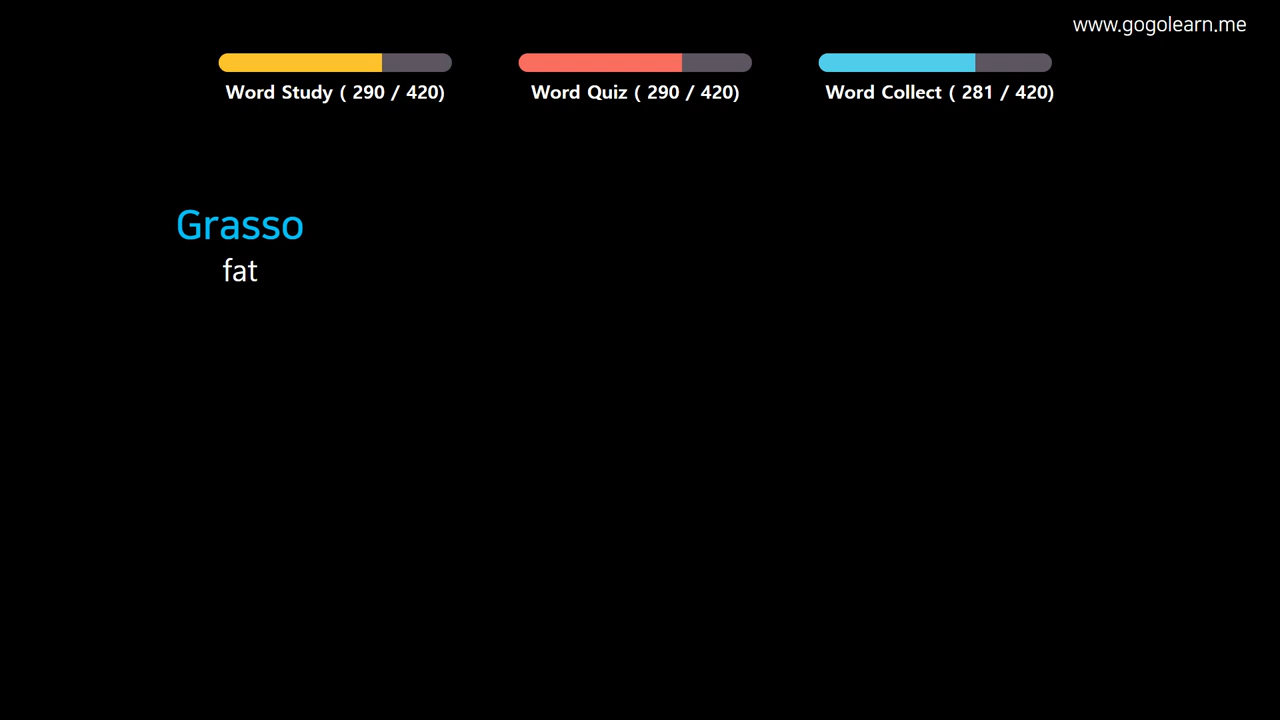 www.gogolearn.me
Word Study ( 290 / 420)
Word Quiz ( 290 / 420)
Word Collect ( 281 / 420)
Grasso
fat